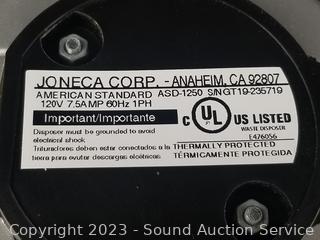 JONECA CORP. - ANAHEIM, CA 92807
AMERICAN STANDARD ASD-1250 S/N GT19-235719
120V 7.5AMP 60Hz 1PH
Important/Importante
Disposer must be grounded to avoid
electrical shock.
Trituradores deben estar conectados a la
tierra para evitar descargas eléctricas.
C UL US LISTED
WASTE DISPOSER
E476056
THERMALLY PROTECTED
TÉRMICAMENTE PROTEGIDA
Copyright 2023 - Sound Auction Service